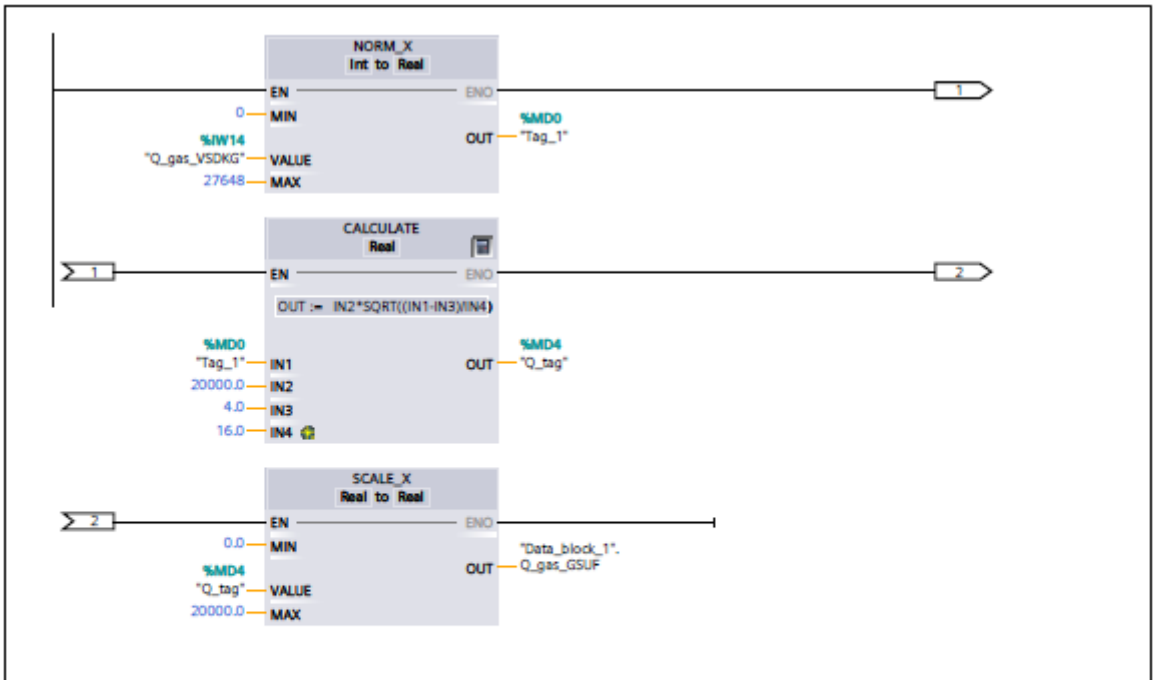 NORM_X
Int to Real
EN
ENO
1
0
MIN
%MD0
OUT
"Tag_1"
%IW14
"Q_gas_VSDKG"
VALUE
27648
MAX
CALCULATE
Real
1
EN
ENO
2
OUT := IN2*SQRT((IN1-IN3)/IN4)
%MD0
"Tag_1"
IN1
%MD4
OUT
"Q_tag"
20000.0
IN2
4.0
IN3
16.0
IN4
SCALE_X
Real to Real
2
EN
ENO
0.0
MIN
"Data_block_1".
OUT
Q_gas_GSUF
%MD4
"Q_tag"
VALUE
20000.0
MAX